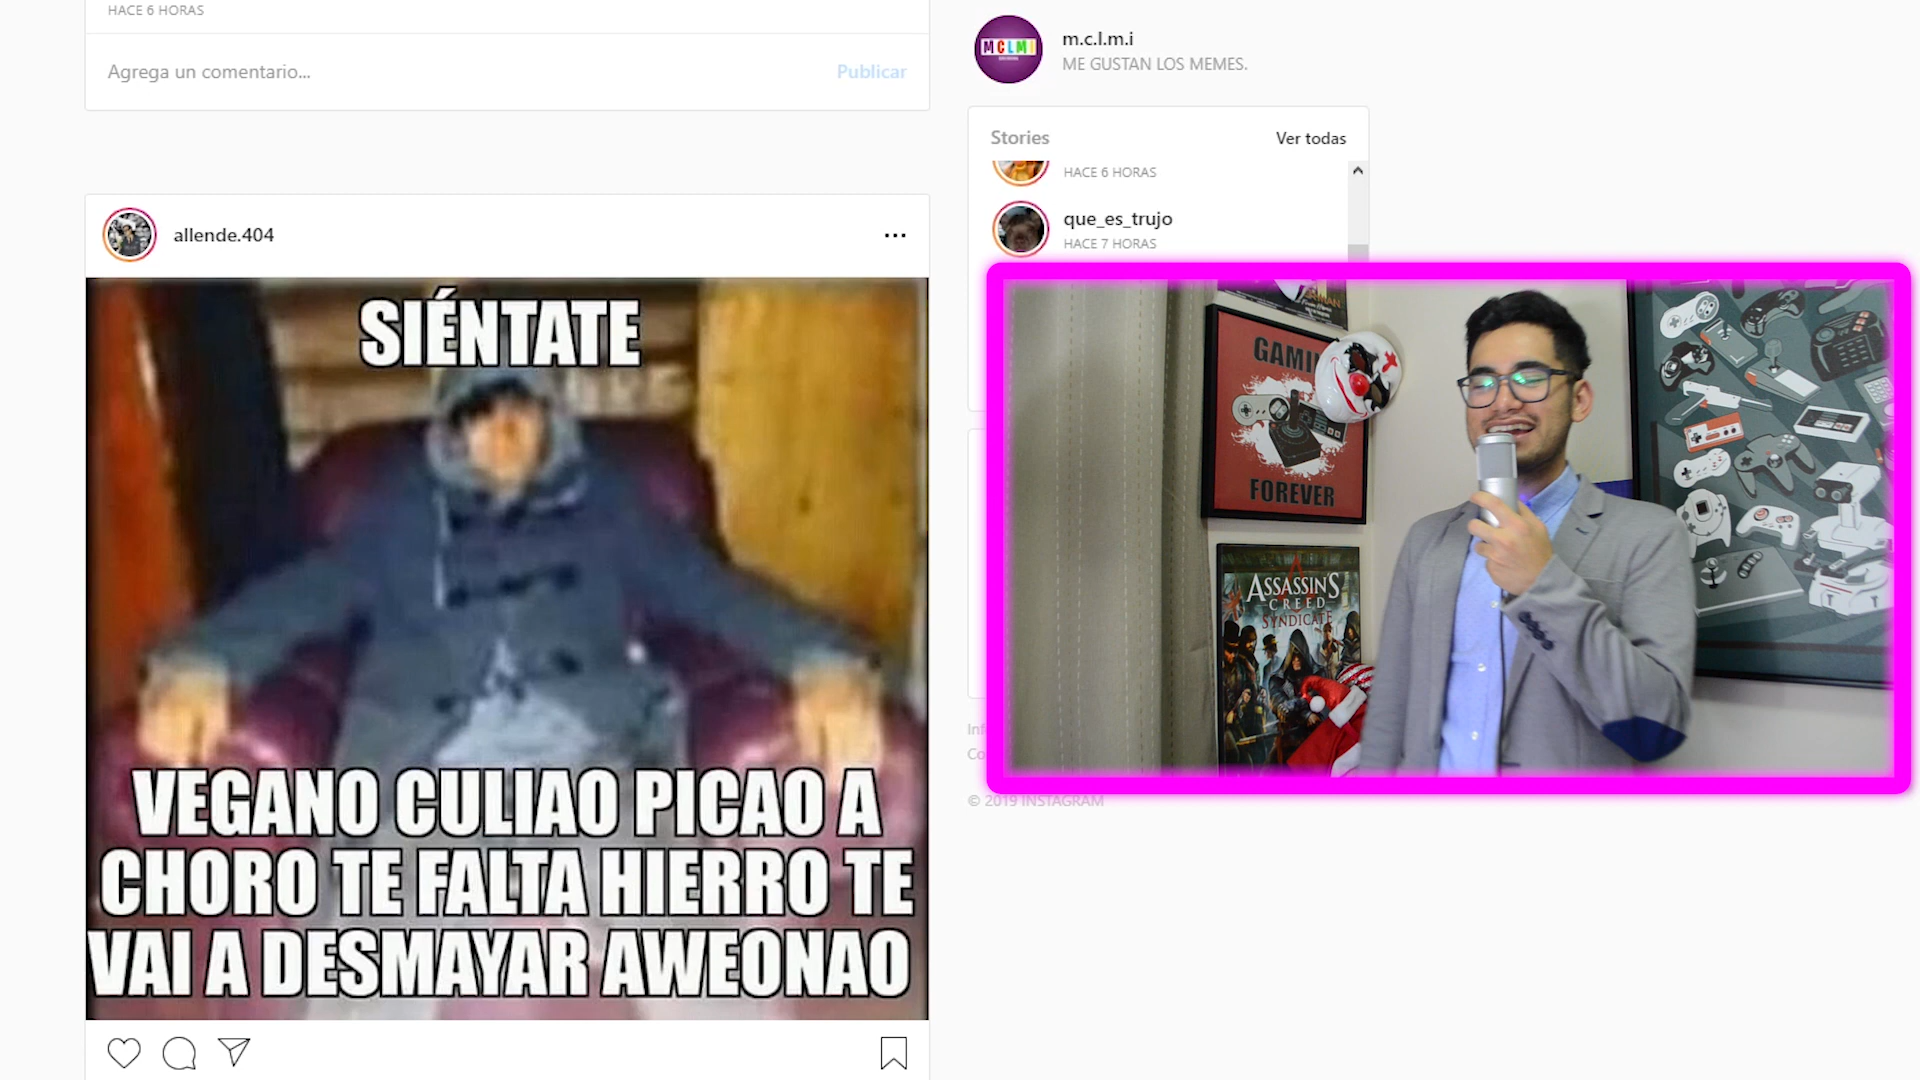 HACE 6 HORAS
Agrega un comentario...
Publicar
allende.404
SIÉNTATE
VEGANO CULIAO PICAO A
CHORO TE FALTA HIERRO TE
VAI A DESMAYAR AWEONAO
MCLMI
m.c.l.m.i
ME GUSTAN LOS MEMES.
Stories
Ver todas
HACE 6 HORAS
que_es_trujo
HACE 7 HORAS
GAMI
FOREVER
ASSASSIN'S
CREED
SYNDICATE
© 2019 INSTAGRAM